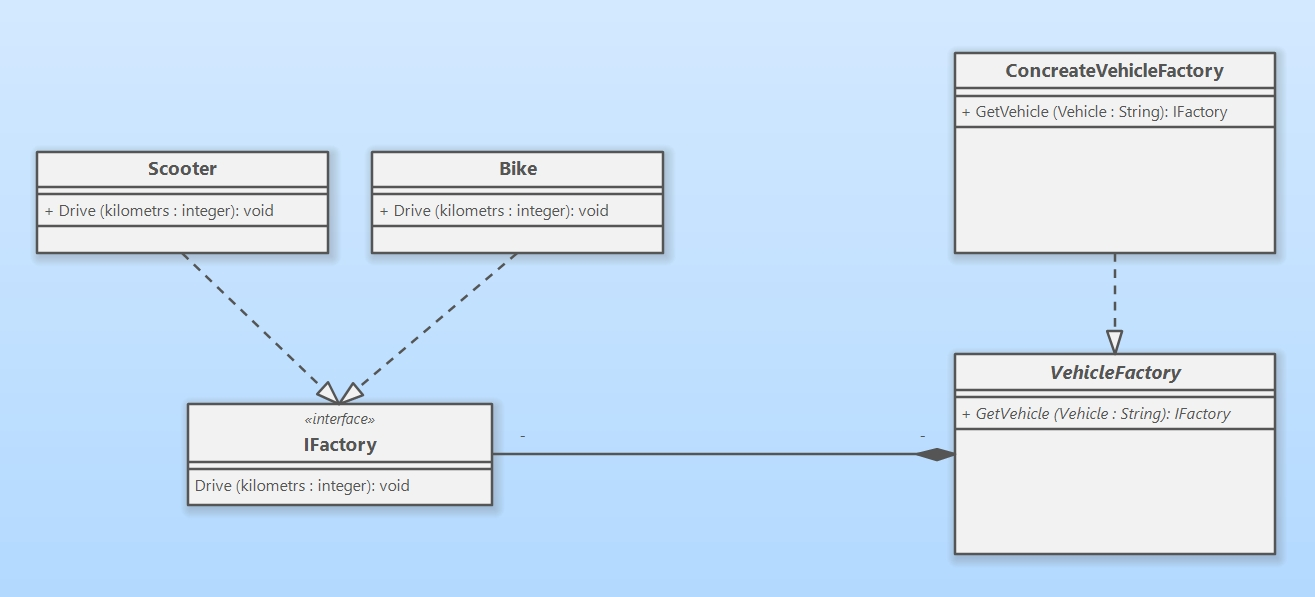 ConcreateVehicleFactory
+ GetVehicle (Vehicle : String): IFactory
Scooter
+ Drive (kilometrs : integer): void
Bike
+ Drive (kilometrs : integer): void
VehicleFactory
+ GetVehicle (Vehicle : String): IFactory
«interface»
IFactory
Drive (kilometrs : integer): void
-
-